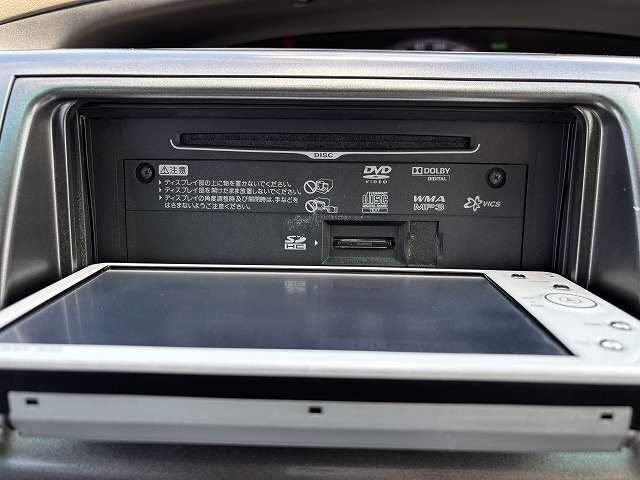 DISC
⚠注意
▶ディスプレイ部の上に物を置かないでください。
▶ディスプレイ部を開けたまま放置しないでください。
▶ディスプレイの角度調整時及び開閉時は、手などを
はさまないようご注意ください。
DVD
VIDEO
DOLBY
DIGITAL
COMPACT
disc
WMA
MP3
VICS
SD
HC